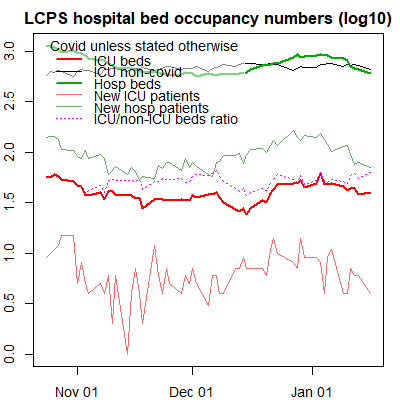 LCPS hospital bed occupancy numbers (log10)
Covid unless stated otherwise
ICU beds
ICU non-covid
Hosp beds
New ICU patients
New hosp patients
ICU/non-ICU beds ratio
3.0
2.5
2.0
1.5
1.0
0.5
0.0
Nov 01 Dec 01 Jan 01